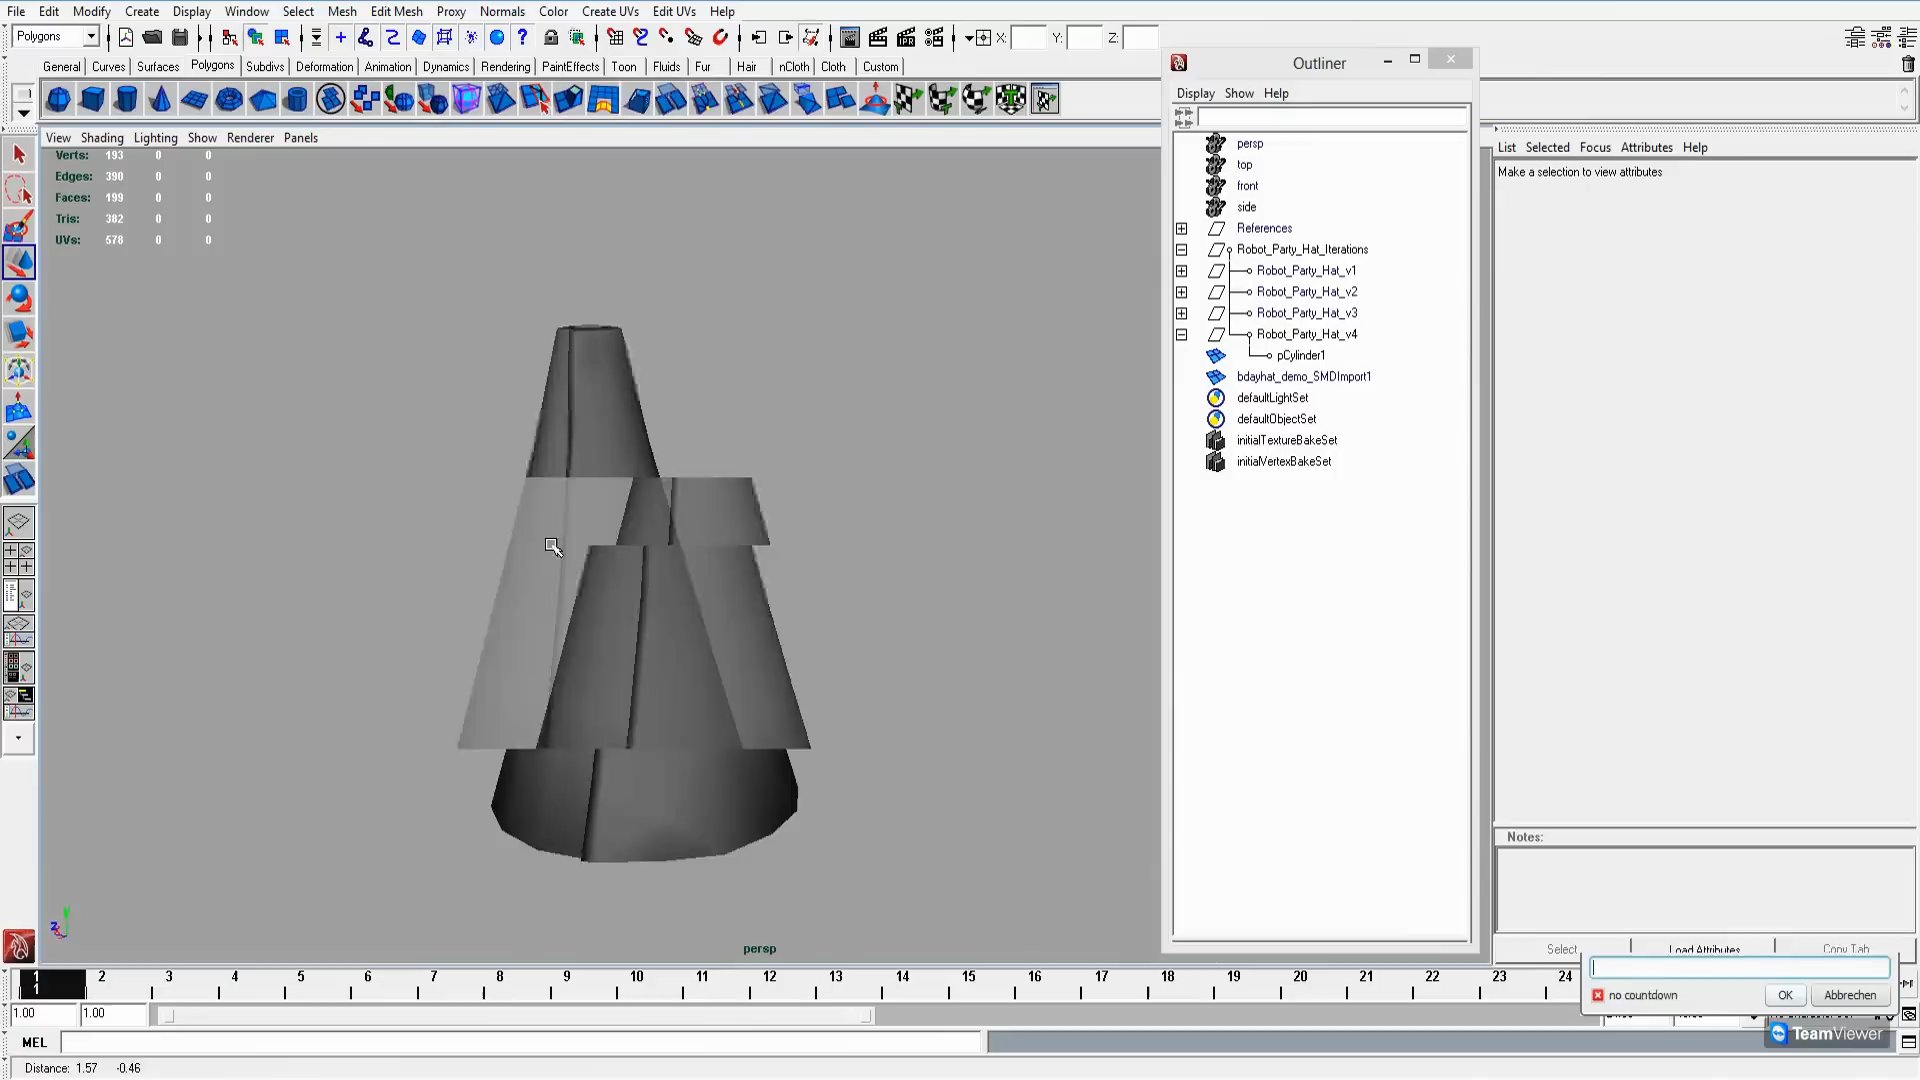 File Edit Modify Create Display Window Select Mesh Edit Mesh Proxy Normals Color Create UVs Edit UVs Help
Polygons X: Y: Z:
General Curves Surfaces Polygons Subdivs Deformation Animation Dynamics Rendering PaintEffects Toon Fluids Fur Hair nCloth Cloth Custom
View Shading Lighting Show Renderer Panels
Verts: 193 0 0
Edges: 390 0 0
Faces: 199 0 0
Tris: 382 0 0
UVs: 578 0 0
persp
Outliner
Display Show Help
persp
top
front
side
References
Robot_Party_Hat_Iterations
Robot_Party_Hat_v1
Robot_Party_Hat_v2
Robot_Party_Hat_v3
Robot_Party_Hat_v4
pCylinder1
bdayhat_demo_SMDImport1
defaultLightSet
defaultObjectSet
initialTextureBakeSet
initialVertexBakeSet
List Selected Focus Attributes Help
Make a selection to view attributes
Notes:
Select Load Attributes Copy Tab
no countdown OK Abbrechen
TeamViewer
1 2 3 4 5 6 7 8 9 10 11 12 13 14 15 16 17 18 19 20 21 22 23 24
1
1.00 1.00
MEL
Distance: 1.57 -0.46